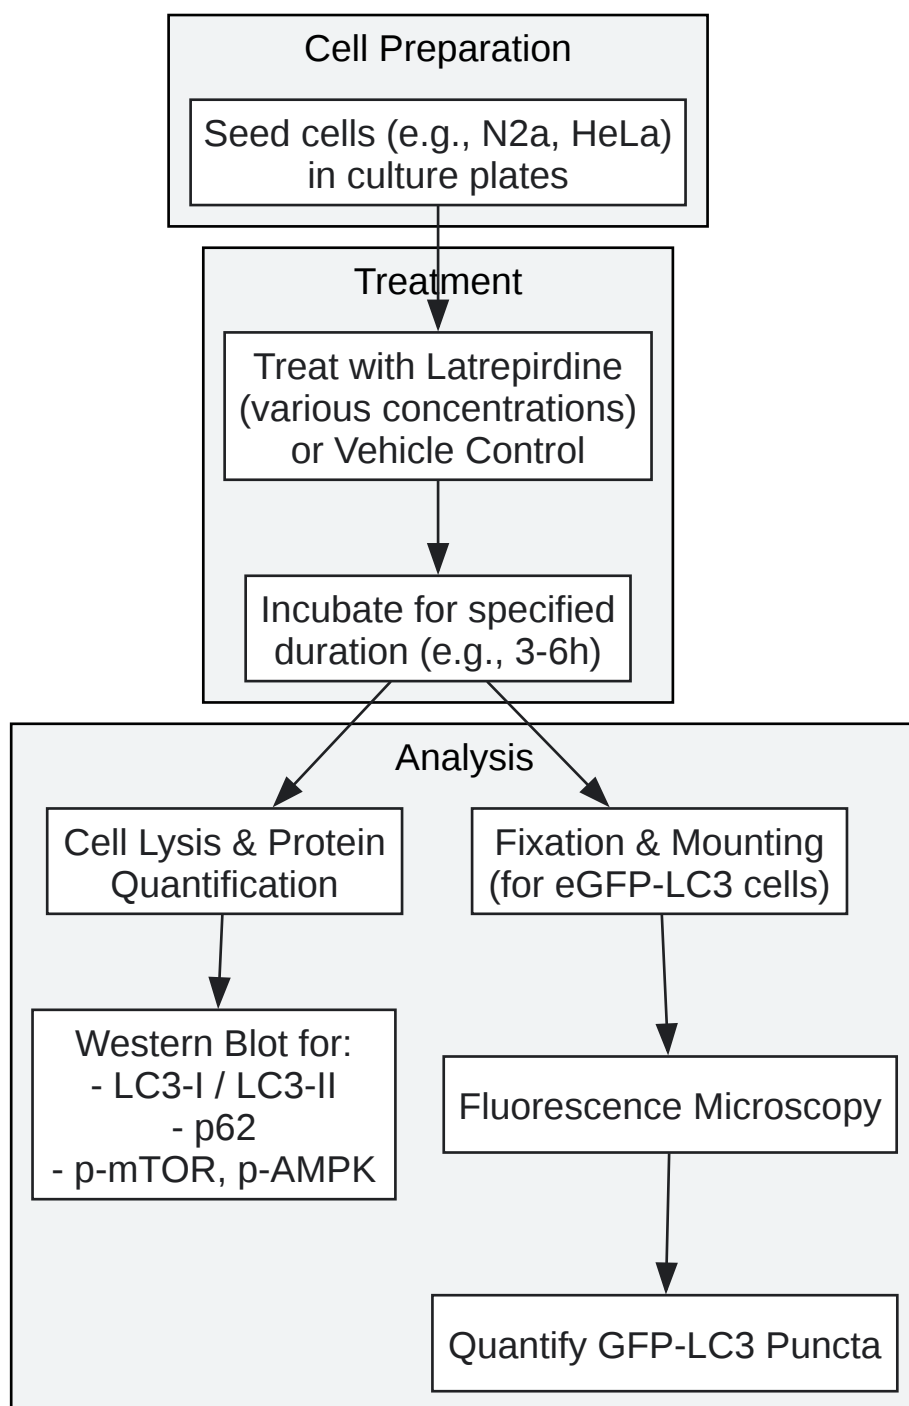 Cell Preparation
Seed cells (e.g., N2a, HeLa)
in culture plates
Treatment
Treat with Latrepirdine
(various concentrations)
or Vehicle Control
Incubate for specified
duration (e.g., 3-6h)
Analysis
Cell Lysis & Protein
Quantification
Western Blot for:
- LC3-I / LC3-II
- p62
- p-mTOR, p-AMPK
Fixation & Mounting
(for eGFP-LC3 cells)
Fluorescence Microscopy
Quantify GFP-LC3 Puncta